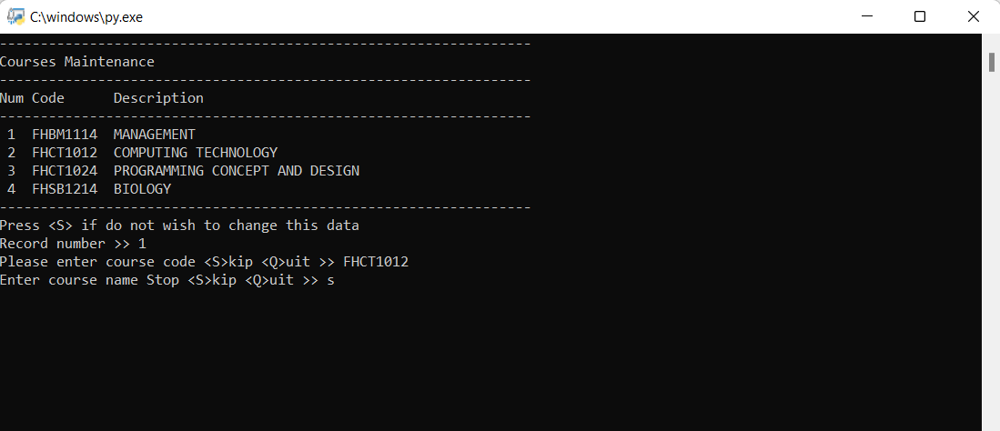 C:\windows\py.exe
-----------------------------------------------------------------
Courses Maintenance
-----------------------------------------------------------------
Num Code      Description
-----------------------------------------------------------------
 1  FHBM1114  MANAGEMENT
 2  FHCT1012  COMPUTING TECHNOLOGY
 3  FHCT1024  PROGRAMMING CONCEPT AND DESIGN
 4  FHSB1214  BIOLOGY
-----------------------------------------------------------------
Press <S> if do not wish to change this data
Record number >> 1
Please enter course code <S>kip <Q>uit >> FHCT1012
Enter course name Stop <S>kip <Q>uit >> s